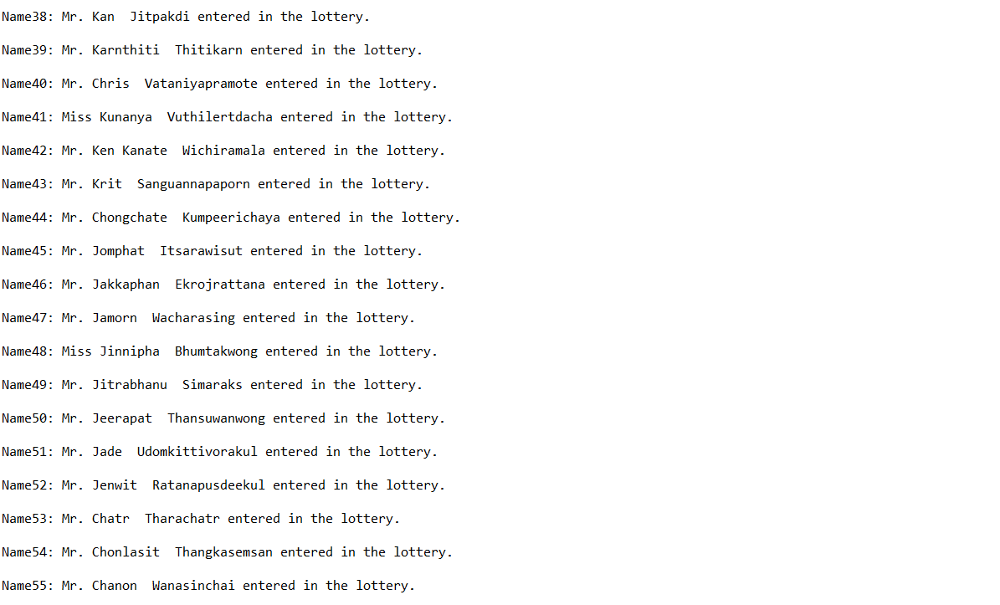 Name38: Mr. Kan  Jitpakdi entered in the lottery.
Name39: Mr. Karnthiti  Thitikarn entered in the lottery.
Name40: Mr. Chris  Vataniyapramote entered in the lottery.
Name41: Miss Kunanya  Vuthilertdacha entered in the lottery.
Name42: Mr. Ken Kanate  Wichiramala entered in the lottery.
Name43: Mr. Krit  Sanguannapaporn entered in the lottery.
Name44: Mr. Chongchate  Kumpeerichaya entered in the lottery.
Name45: Mr. Jomphat  Itsarawisut entered in the lottery.
Name46: Mr. Jakkaphan  Ekrojrattana entered in the lottery.
Name47: Mr. Jamorn  Wacharasing entered in the lottery.
Name48: Miss Jinnipha  Bhumtakwong entered in the lottery.
Name49: Mr. Jitrabhanu  Simaraks entered in the lottery.
Name50: Mr. Jeerapat  Thansuwanwong entered in the lottery.
Name51: Mr. Jade  Udomkittivorakul entered in the lottery.
Name52: Mr. Jenwit  Ratanapusdeekul entered in the lottery.
Name53: Mr. Chatr  Tharachatr entered in the lottery.
Name54: Mr. Chonlasit  Thangkasemsan entered in the lottery.
Name55: Mr. Chanon  Wanasinchai entered in the lottery.